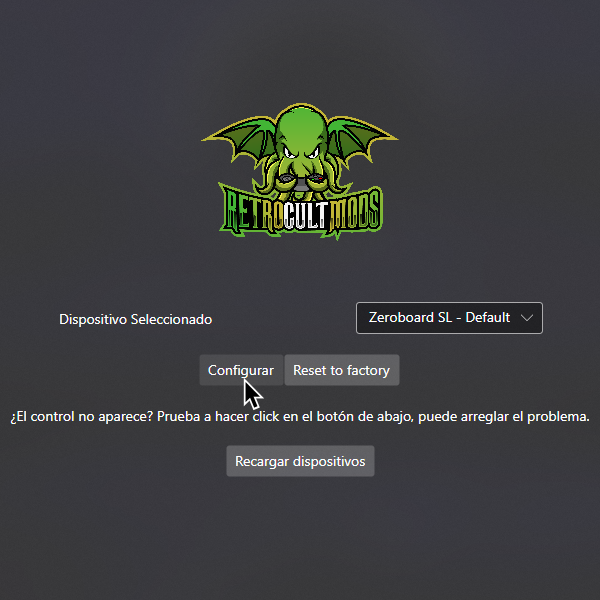 RETROCULTMODS
Dispositivo Seleccionado
Zeroboard SL - Default
Configurar
Reset to factory
¿El control no aparece? Prueba a hacer click en el botón de abajo, puede arreglar el problema.
Recargar dispositivos